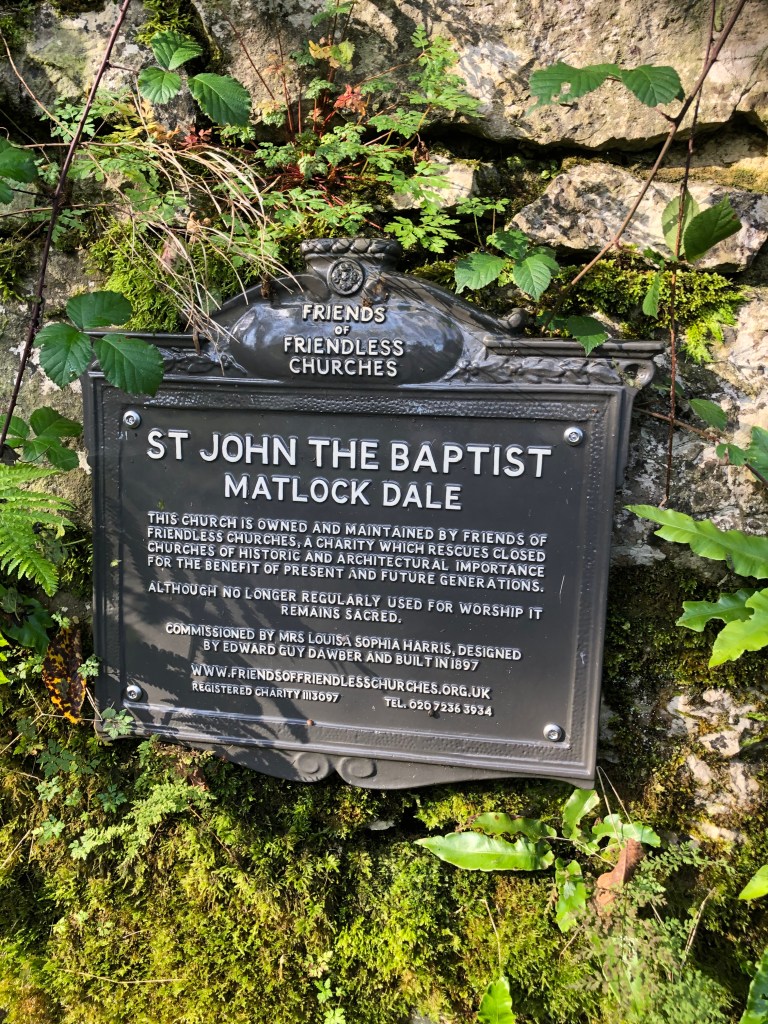 FRIENDS
OF
FRIENDLESS
CHURCHES
ST JOHN THE BAPTIST
MATLOCK DALE
THIS CHURCH IS OWNED AND MAINTAINED BY FRIENDS OF
FRIENDLESS CHURCHES, A CHARITY WHICH RESCUES CLOSED
CHURCHES OF HISTORIC AND ARCHITECTURAL IMPORTANCE
FOR THE BENEFIT OF PRESENT AND FUTURE GENERATIONS.
ALTHOUGH NO LONGER REGULARLY USED FOR WORSHIP IT
REMAINS SACRED.
COMMISSIONED BY MRS LOUISA SOPHIA HARRIS, DESIGNED
BY EDWARD GUY DAWBER AND BUILT IN 1897
WWW.FRIENDSOFFRIENDLESSCHURCHES.ORG.UK
REGISTERED CHARITY 1113097 TEL. 020 7236 3934